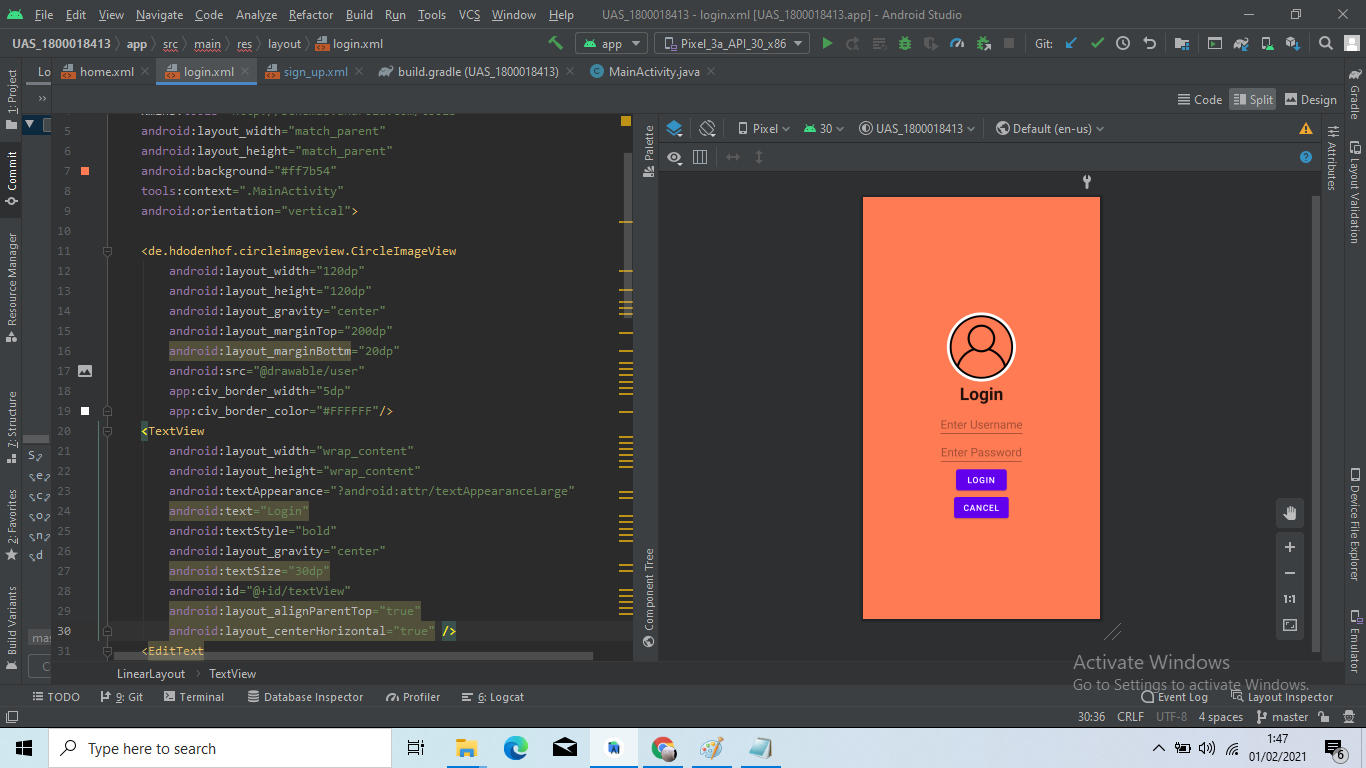 File Edit View Navigate Code Analyze Refactor Build Run Tools VCS Window Help UAS_1800018413 - login.xml [UAS_1800018413.app] - Android Studio
UAS_1800018413 app src main res layout login.xml app Pixel_3a_API_30_x86 Git:
Lo home.xml login.xml sign_up.xml build.gradle (UAS_1800018413) MainActivity.java
Code Split Design
Pixel 30 UAS_1800018413 Default (en-us)
5 android:layout_width="match_parent"
6 android:layout_height="match_parent"
7 android:background="#ff7b54"
8 tools:context=".MainActivity"
9 android:orientation="vertical">
10
11 <de.hdodenhof.circleimageview.CircleImageView
12 android:layout_width="120dp"
13 android:layout_height="120dp"
14 android:layout_gravity="center"
15 android:layout_marginTop="200dp"
16 android:layout_marginBottm="20dp"
17 android:src="@drawable/user"
18 app:civ_border_width="5dp"
19 app:civ_border_color="#FFFFFF"/>
20 <TextView
21 android:layout_width="wrap_content"
22 android:layout_height="wrap_content"
23 android:textAppearance="?android:attr/textAppearanceLarge"
24 android:text="Login"
25 android:textStyle="bold"
26 android:layout_gravity="center"
27 android:textSize="30dp"
28 android:id="@+id/textView"
29 android:layout_alignParentTop="true"
30 android:layout_centerHorizontal="true" />
31 <EditText
1: Project
Commit
Resource Manager
7: Structure
2: Favorites
Build Variants
S
e
c
o
n
d
mas
C
Palette
Component Tree
Login
Enter Username
Enter Password
LOGIN
CANCEL
1:1
Attributes
Gradle
Layout Validation
Device File Explorer
Emulator
LinearLayout TextView
Activate Windows
Go to Settings to activate Windows.
TODO 9: Git Terminal Database Inspector Profiler 6: Logcat Event Log Layout Inspector
30:36 CRLF UTF-8 4 spaces master
Type here to search
1:47
01/02/2021
6